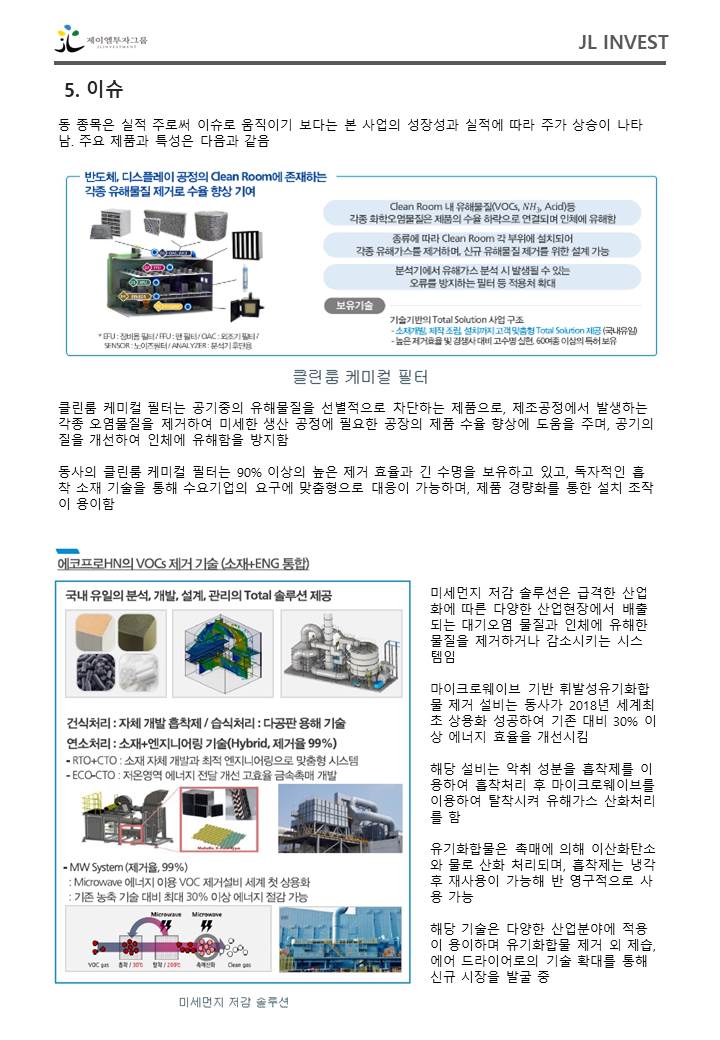 제이엘투자그룹
JL INVESTMENT
JL INVEST
5. 이슈
동 종목은 실적 주로써 이슈로 움직이기 보다는 본 사업의 성장성과 실적에 따라 주가 상승이 나타
남. 주요 제품과 특성은 다음과 같음
반도체, 디스플레이 공정의 Clean Room에 존재하는
각종 유해물질 제거로 수율 향상 기여
* EFU : 장비용 필터 / FFU : 팬 필터 / OAC : 외조기 필터 /
SENSOR : 노이즈필터 / ANALYZER : 분석기 후단용
Clean Room 내 유해물질(VOCs, NH3, Acid)등
각종 화학오염물질은 제품의 수율 하락으로 연결되며 인체에 유해함
종류에 따라 Clean Room 각 부위에 설치되어
각종 유해가스를 제거하며, 신규 유해물질 제거를 위한 설계 가능
분석기에서 유해가스 분석 시 발생될 수 있는
오류를 방지하는 필터 등 적용처 확대
보유기술
기술기반의 Total Solution 사업 구조
- 소재개발, 제작 조립, 설치까지 고객 맞춤형 Total Solution 제공 (국내유일)
- 높은 제거효율 및 경쟁사 대비 고수명 실현, 60여종 이상의 특허 보유
클린룸 케미컬 필터
클린룸 케미컬 필터는 공기중의 유해물질을 선별적으로 차단하는 제품으로, 제조공정에서 발생하는
각종 오염물질을 제거하여 미세한 생산 공정에 필요한 공장의 제품 수율 향상에 도움을 주며, 공기의
질을 개선하여 인체에 유해함을 방지함
동사의 클린룸 케미컬 필터는 90% 이상의 높은 제거 효율과 긴 수명을 보유하고 있고, 독자적인 흡
착 소재 기술을 통해 수요기업의 요구에 맞춤형으로 대응이 가능하며, 제품 경량화를 통한 설치 조작
이 용이함
에코프로HN의 VOCs 제거 기술 (소재+ENG 통합)
국내 유일의 분석, 개발, 설계, 관리의 Total 솔루션 제공
건식처리 : 자체 개발 흡착제 / 습식처리 : 다공판 용해 기술
연소처리 : 소재+엔지니어링 기술(Hybrid, 제거율 99%)
- RTO+CTO : 소재 자체 개발과 최적 엔지니어링으로 맞춤형 시스템
- ECO-CTO : 저온영역 에너지 전달 개선 고효율 금속촉매 개발
- MW System (제거율, 99%)
: Microwave 에너지 이용 VOC 제거설비 세계 첫 상용화
: 기존 농축 기술 대비 최대 30% 이상 에너지 절감 가능
Microwave Microwave
VOC gas 흡착 / 30℃ 탈착 / 200℃ 촉매산화 Clean gas
미세먼지 저감 솔루션
미세먼지 저감 솔루션은 급격한 산업
화에 따른 다양한 산업현장에서 배출
되는 대기오염 물질과 인체에 유해한
물질을 제거하거나 감소시키는 시스
템임
마이크로웨이브 기반 휘발성유기화합
물 제거 설비는 동사가 2018년 세계최
초 상용화 성공하여 기존 대비 30% 이
상 에너지 효율을 개선시킴
해당 설비는 악취 성분을 흡착제를 이
용하여 흡착처리 후 마이크로웨이브를
이용하여 탈착시켜 유해가스 산화처리
를 함
유기화합물은 촉매에 의해 이산화탄소
와 물로 산화 처리되며, 흡착제는 냉각
후 재사용이 가능해 반 영구적으로 사
용 가능
해당 기술은 다양한 산업분야에 적용
이 용이하며 유기화합물 제거 외 제습,
에어 드라이어로의 기술 확대를 통해
신규 시장을 발굴 중